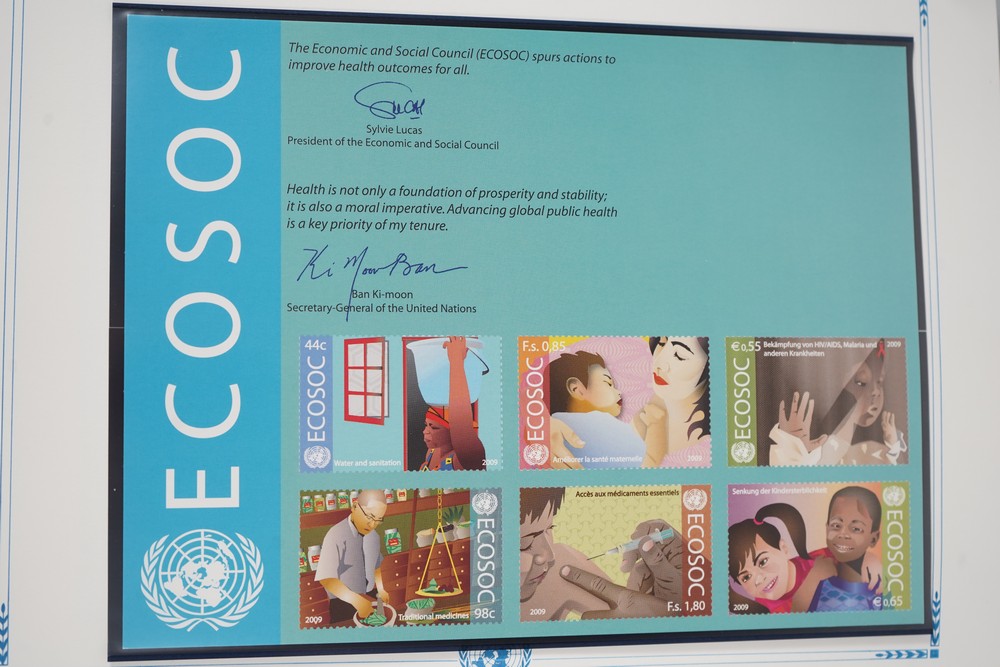 ECOSOC
The Economic and Social Council (ECOSOC) spurs actions to
improve health outcomes for all.
Sylvie Lucas
President of the Economic and Social Council
Health is not only a foundation of prosperity and stability;
it is also a moral imperative. Advancing global public health
is a key priority of my tenure.
Ki Moon Ban
Ban Ki-moon
Secretary-General of the United Nations
44c
ECOSOC
Water and sanitation
2009
F.s. 0,85
ECOSOC
Améliorer la santé maternelle
2009
€0,55
Bekämpfung von HIV/AIDS, Malaria und
anderen Krankheiten
2009
ECOSOC
ECOSOC
2009
Traditional medicines
98c
Accès aux médicaments essentiels
ECOSOC
2009
F.s. 1,80
Senkung der Kindersterblichkeit
ECOSOC
2009
€0,65